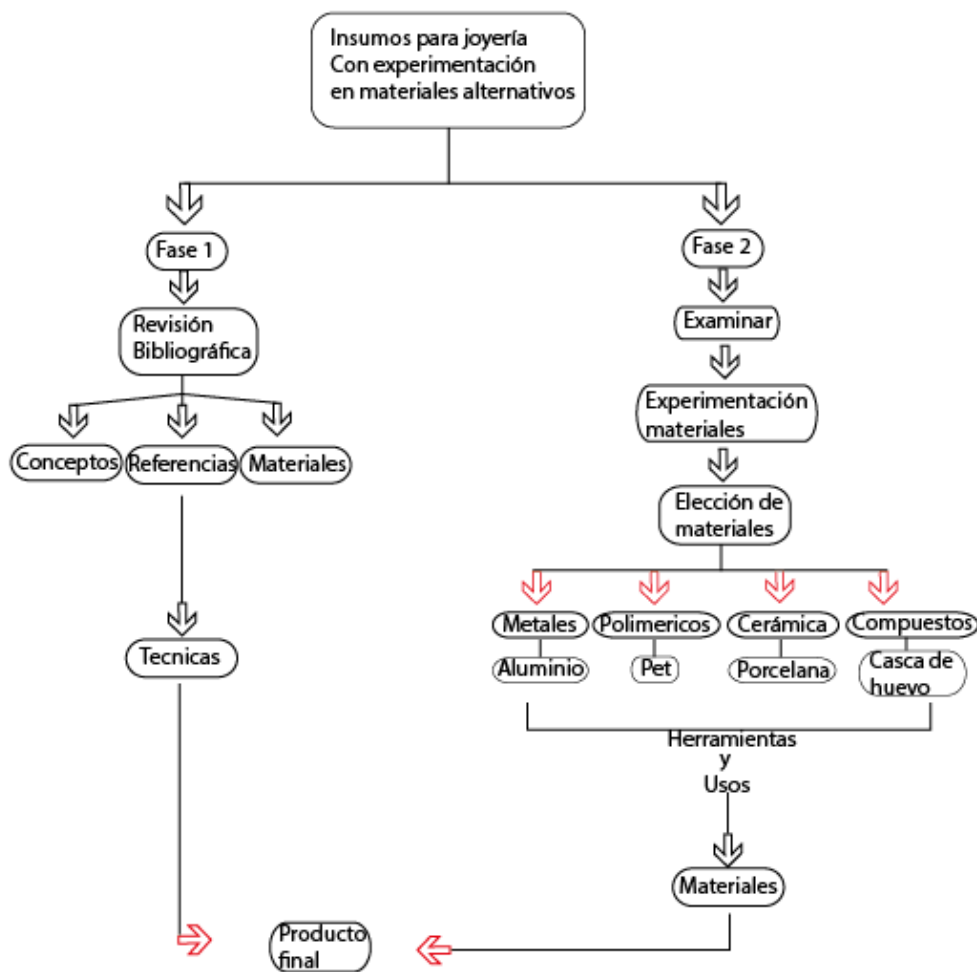 Insumos para joyería
Con experimentación
en materiales alternativos
Fase 1
Fase 2
Revisión
Bibliográfica
Examinar
Experimentación
materiales
Conceptos
Referencias
Materiales
Elección de
materiales
Metales
Polimericos
Cerámica
Compuestos
Aluminio
Pet
Porcelana
Casca de
huevo
Tecnicas
Herramientas
y
Usos
Materiales
Producto
final